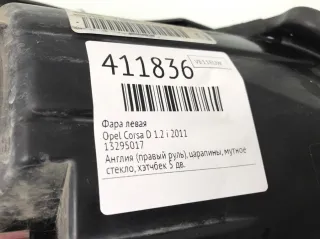 411836
Фара левая
Opel Corsa D 1.2 i 2011
13295017
Англия (правый руль), царапины, мутное
стекло, хэтчбек 5 дв.